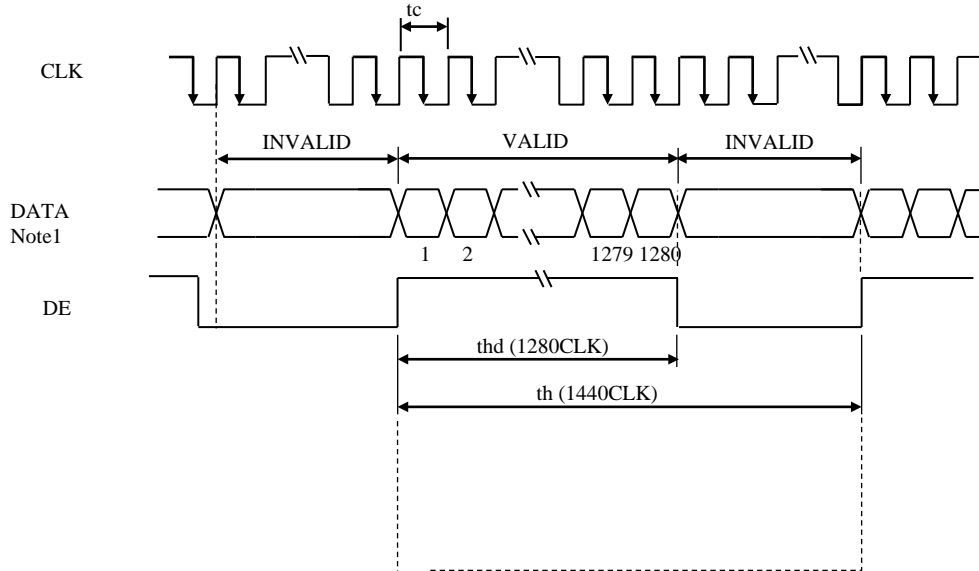 tc
CLK
INVALID VALID INVALID
DATA
Note1
1 2 1279 1280
DE
thd (1280CLK)
th (1440CLK)